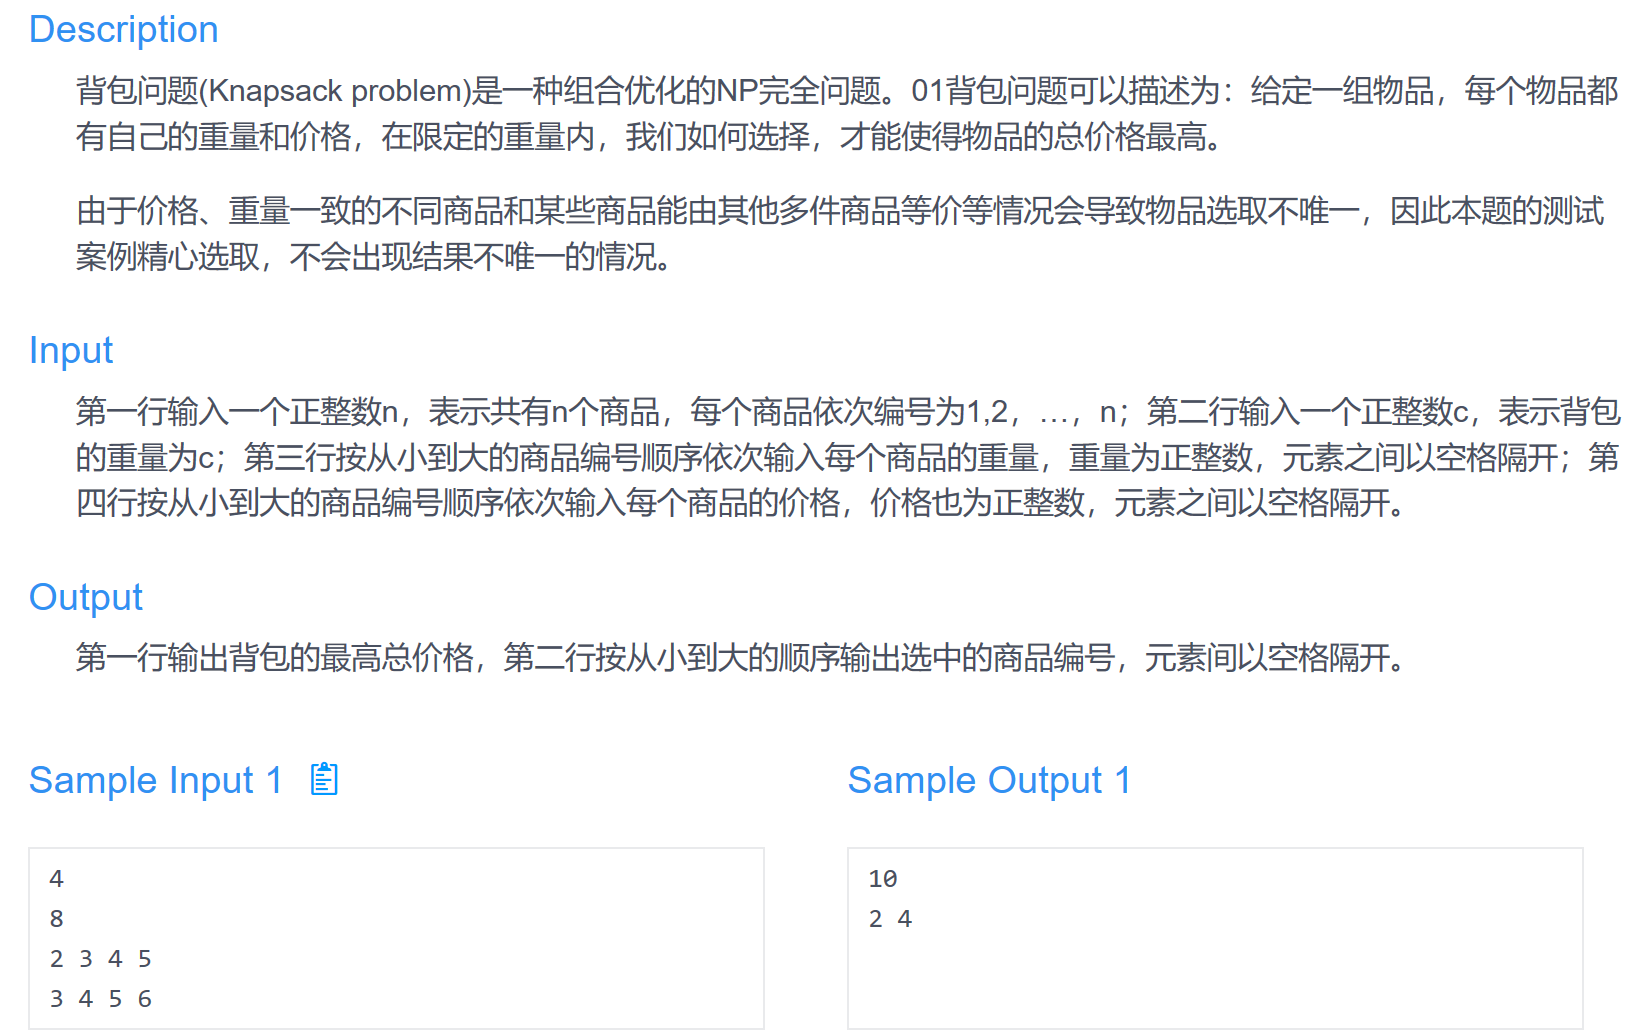 Description
背包问题(Knapsack problem)是一种组合优化的NP完全问题。01背包问题可以描述为：给定一组物品，每个物品都
有自己的重量和价格，在限定的重量内，我们如何选择，才能使得物品的总价格最高。
由于价格、重量一致的不同商品和某些商品能由其他多件商品等价等情况会导致物品选取不唯一，因此本题的测试
案例精心选取，不会出现结果不唯一的情况。
Input
第一行输入一个正整数n，表示共有n个商品，每个商品依次编号为1,2，…，n；第二行输入一个正整数c，表示背包
的重量为c；第三行按从小到大的商品编号顺序依次输入每个商品的重量，重量为正整数，元素之间以空格隔开；第
四行按从小到大的商品编号顺序依次输入每个商品的价格，价格也为正整数，元素之间以空格隔开。
Output
第一行输出背包的最高总价格，第二行按从小到大的顺序输出选中的商品编号，元素间以空格隔开。
Sample Input 1
4
8
2 3 4 5
3 4 5 6
Sample Output 1
10
2 4